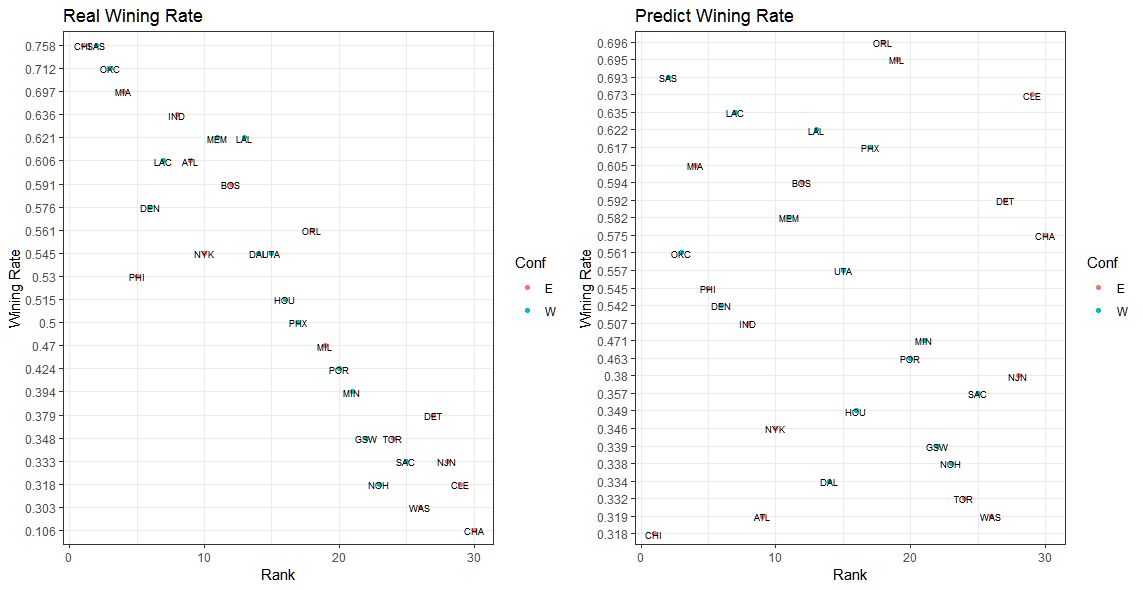 Real Wining Rate
0.758
0.712
0.697
0.636
0.621
0.606
0.591
0.576
0.561
0.545
0.53
0.515
0.5
0.47
0.424
0.394
0.379
0.348
0.333
0.318
0.303
0.106
Wining Rate
CHI SAS
OKC
MIA
IND
MEM LAL
LAC ATL
BOS
DEN
ORL
NYK DAL UTA
PHI
HOU
PHX
MIL
POR
MIN
DET
GSW TOR
SAC NJN
NOH CLE
WAS
CHA
0 10 20 30
Rank
Conf
E
W
Predict Wining Rate
0.696
0.695
0.693
0.673
0.635
0.622
0.617
0.605
0.594
0.592
0.582
0.575
0.561
0.557
0.545
0.542
0.507
0.471
0.463
0.38
0.357
0.349
0.346
0.339
0.338
0.334
0.332
0.319
0.318
Wining Rate
ORL
MIL
SAS
CLE
LAC
LAL
PHX
MIA
BOS
DET
MEM
CHA
OKC
UTA
PHI
DEN
IND
MIN
POR
NJN
SAC
HOU
NYK
GSW
NOH
DAL
TOR
ATL WAS
CHI
0 10 20 30
Rank
Conf
E
W